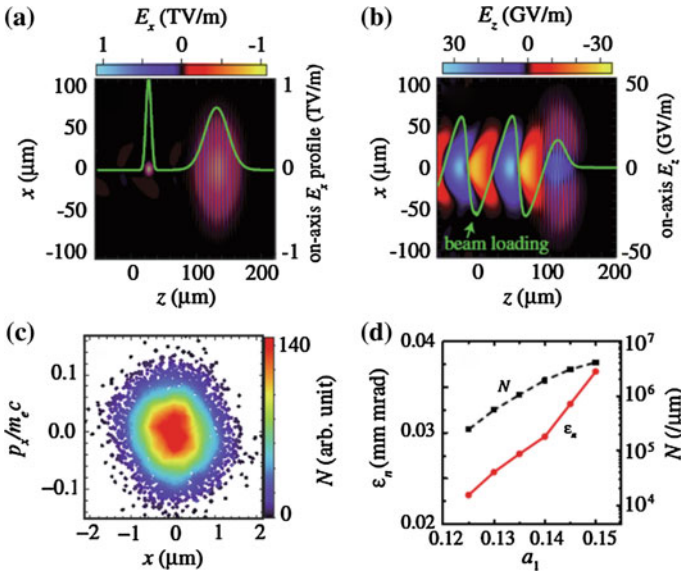 (a)
E_x (TV/m)
1 0 -1
100
50
0
-50
-100
x (μm)
0 100 200
z (μm)
1
0
-1
on-axis E_x profile (TV/m)
(b)
E_z (GV/m)
30 0 -30
100
50
0
-50
-100
x (μm)
beam loading
0 100 200
z (μm)
50
0
-50
on-axis E_z (GV/m)
(c)
p_x/m_e c
0.1
0.0
-0.1
-2 -1 0 1 2
x (μm)
140
0
N (arb. unit)
(d)
ε_n (mm mrad)
0.04
0.03
0.02
N
ε_n
0.12 0.13 0.14 0.15
a_1
10^7
10^6
10^5
10^4
N (/μm)